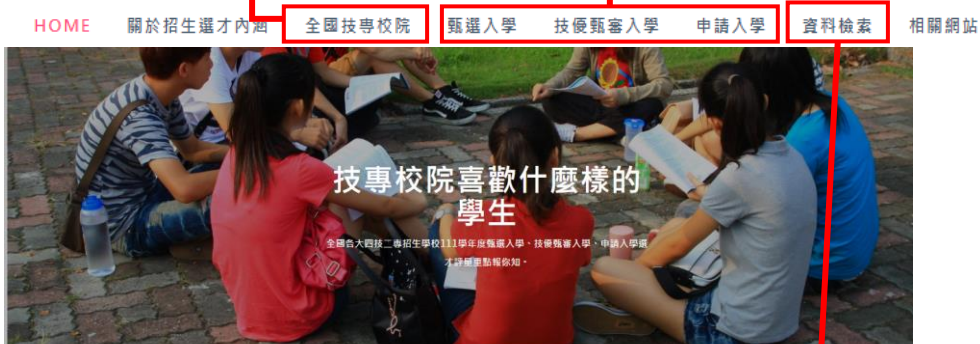 HOME 關於招生選才內涵 全國技專校院 甄選入學 技優甄審入學 申請入學 資料檢索 相關網站
技專校院喜歡什麼樣的
學生
全國各大四技二專招生學校111學年度甄選入學、技優甄審入學、申請入學選
才評量重點報你知。